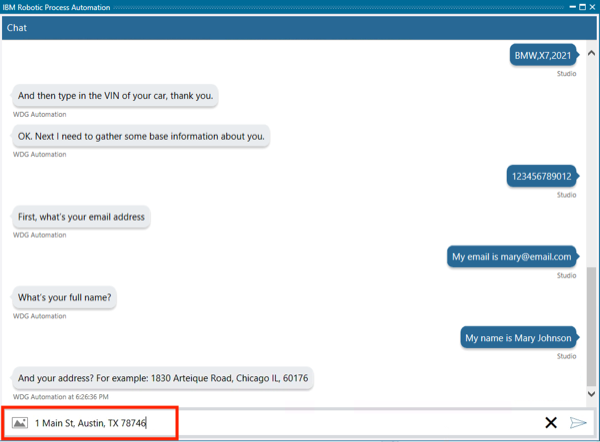 IBM Robotic Process Automation
Chat
BMW,X7,2021
Studio
And then type in the VIN of your car, thank you.
WDG Automation
OK. Next I need to gather some base information about you.
WDG Automation
123456789012
Studio
First, what's your email address
WDG Automation
My email is mary@email.com
Studio
What's your full name?
WDG Automation
My name is Mary Johnson
Studio
And your address? For example: 1830 Arteique Road, Chicago IL, 60176
WDG Automation at 6:26:36 PM
1 Main St, Austin, TX 78746